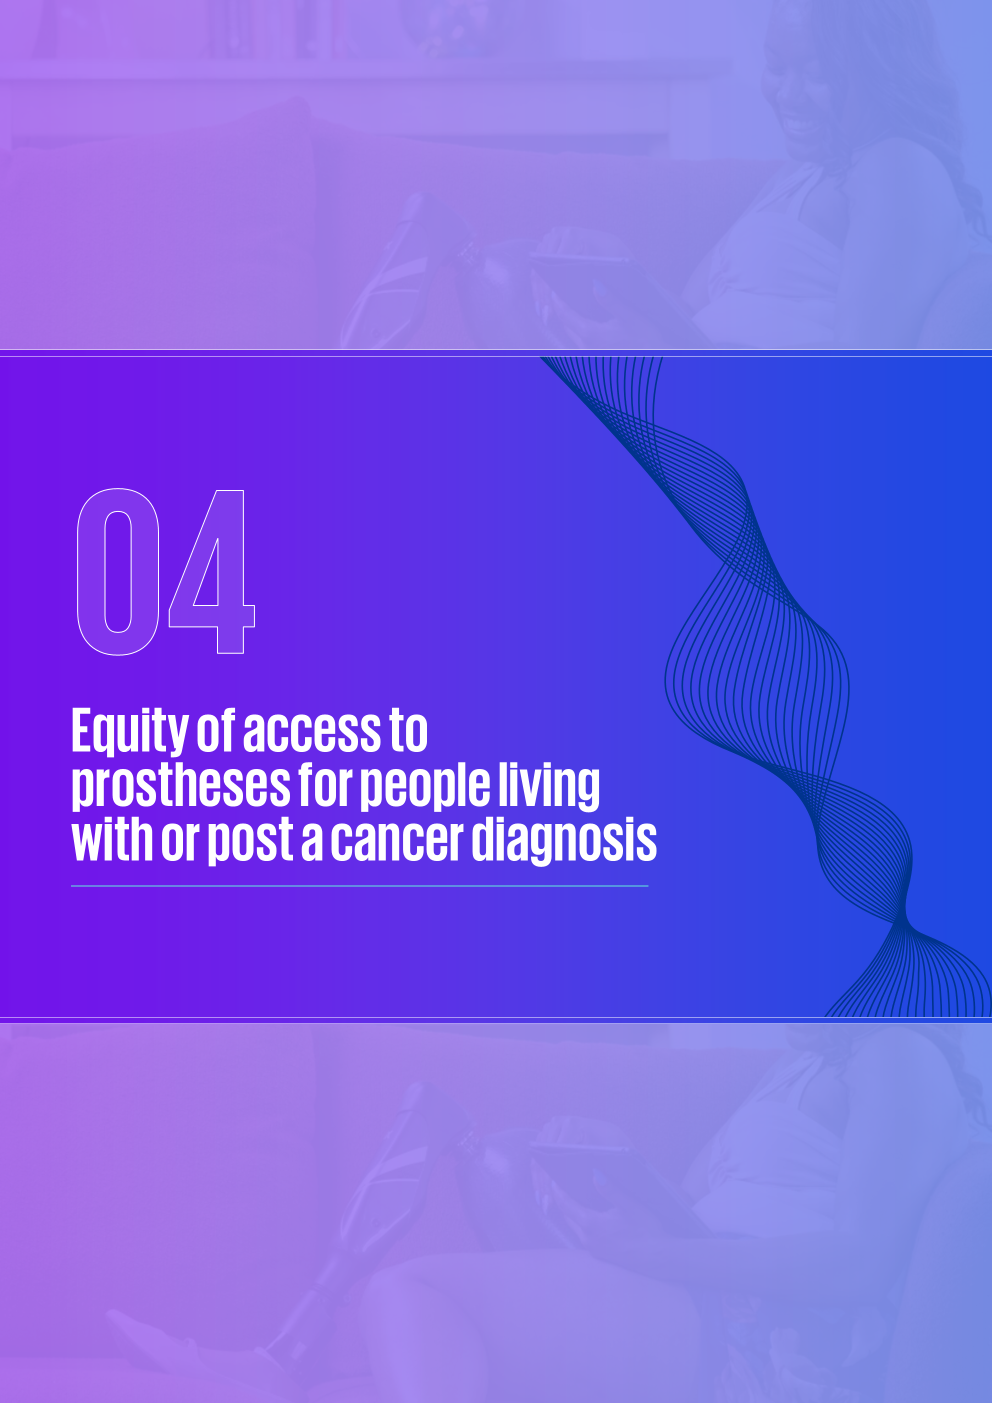 04
Equity of access to
prostheses for people living
with or post a cancer diagnosis